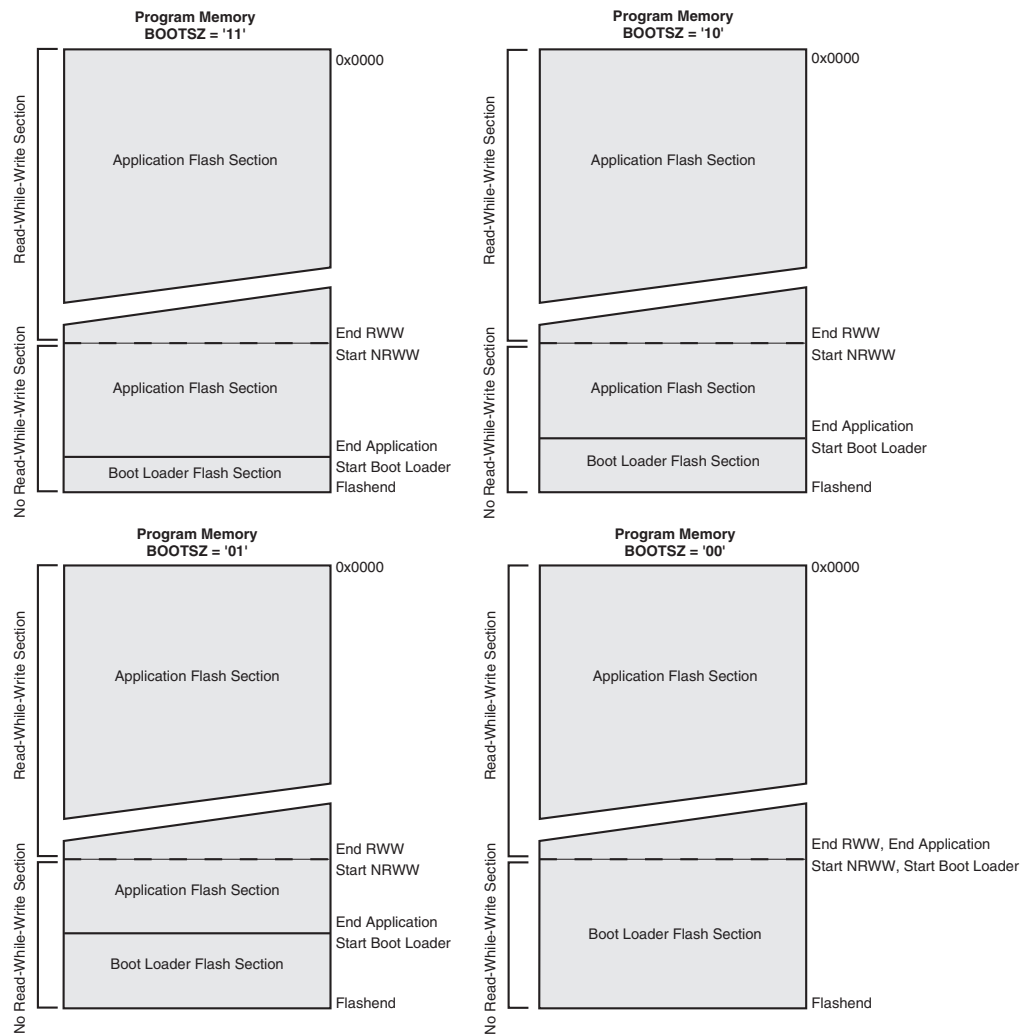 Program Memory
BOOTSZ = '11'
0x0000
Read-While-Write Section
Application Flash Section
End RWW
Start NRWW
No Read-While-Write Section
Application Flash Section
End Application
Start Boot Loader
Boot Loader Flash Section
Flashend
Program Memory
BOOTSZ = '10'
0x0000
Read-While-Write Section
Application Flash Section
End RWW
Start NRWW
No Read-While-Write Section
Application Flash Section
End Application
Start Boot Loader
Boot Loader Flash Section
Flashend
Program Memory
BOOTSZ = '01'
0x0000
Read-While-Write Section
Application Flash Section
End RWW
Start NRWW
No Read-While-Write Section
Application Flash Section
End Application
Start Boot Loader
Boot Loader Flash Section
Flashend
Program Memory
BOOTSZ = '00'
0x0000
Read-While-Write Section
Application Flash Section
End RWW, End Application
Start NRWW, Start Boot Loader
No Read-While-Write Section
Boot Loader Flash Section
Flashend